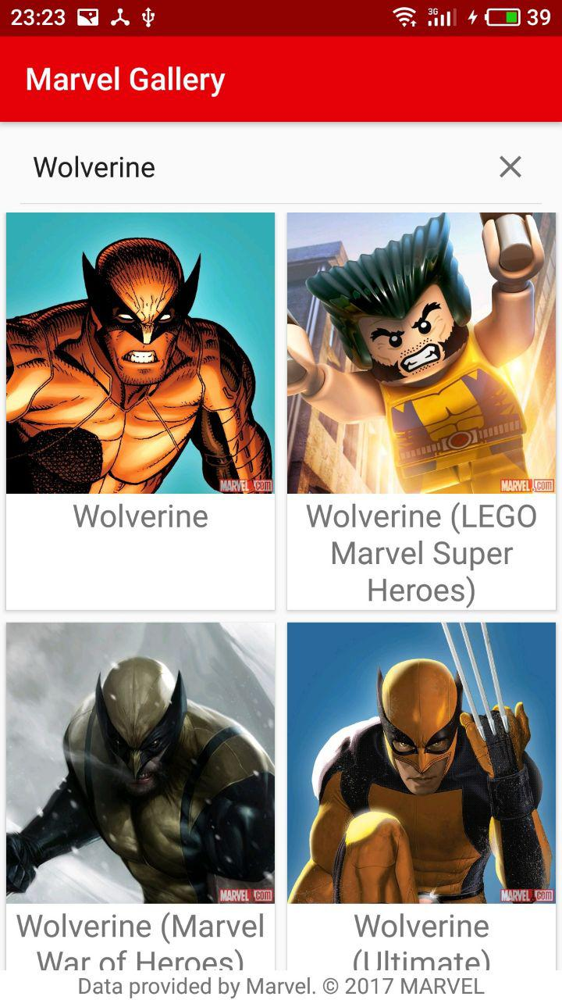 23:23
3G
39
Marvel Gallery
Wolverine
MARVEL.COM
MARVEL.COM
Wolverine
Wolverine (LEGO
Marvel Super
Heroes)
MARVEL.COM
MARVEL.COM
Wolverine (Marvel
War of Heroes)
Wolverine
(Ultimate)
Data provided by Marvel. © 2017 MARVEL